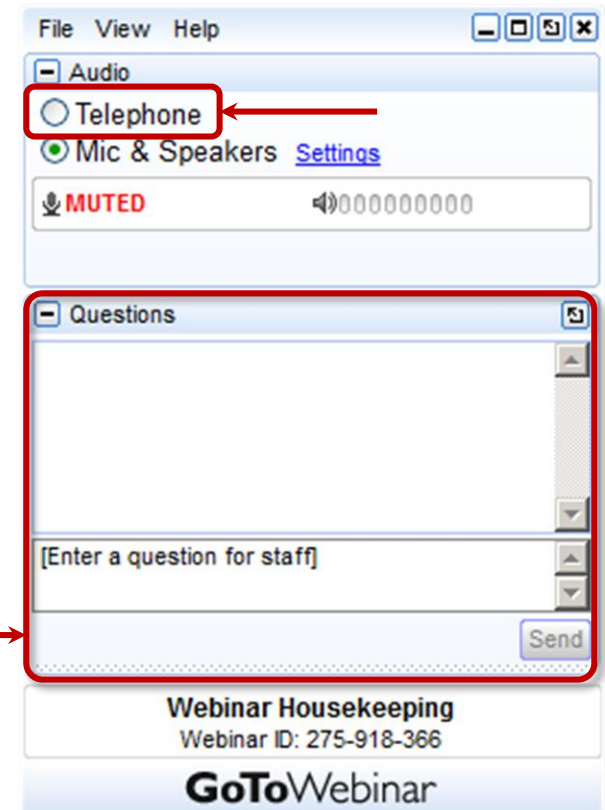 File View Help
Audio
Telephone
Mic & Speakers Settings
MUTED 000000000
Questions
[Enter a question for staff]
Send
Webinar Housekeeping
Webinar ID: 275-918-366
GoToWebinar